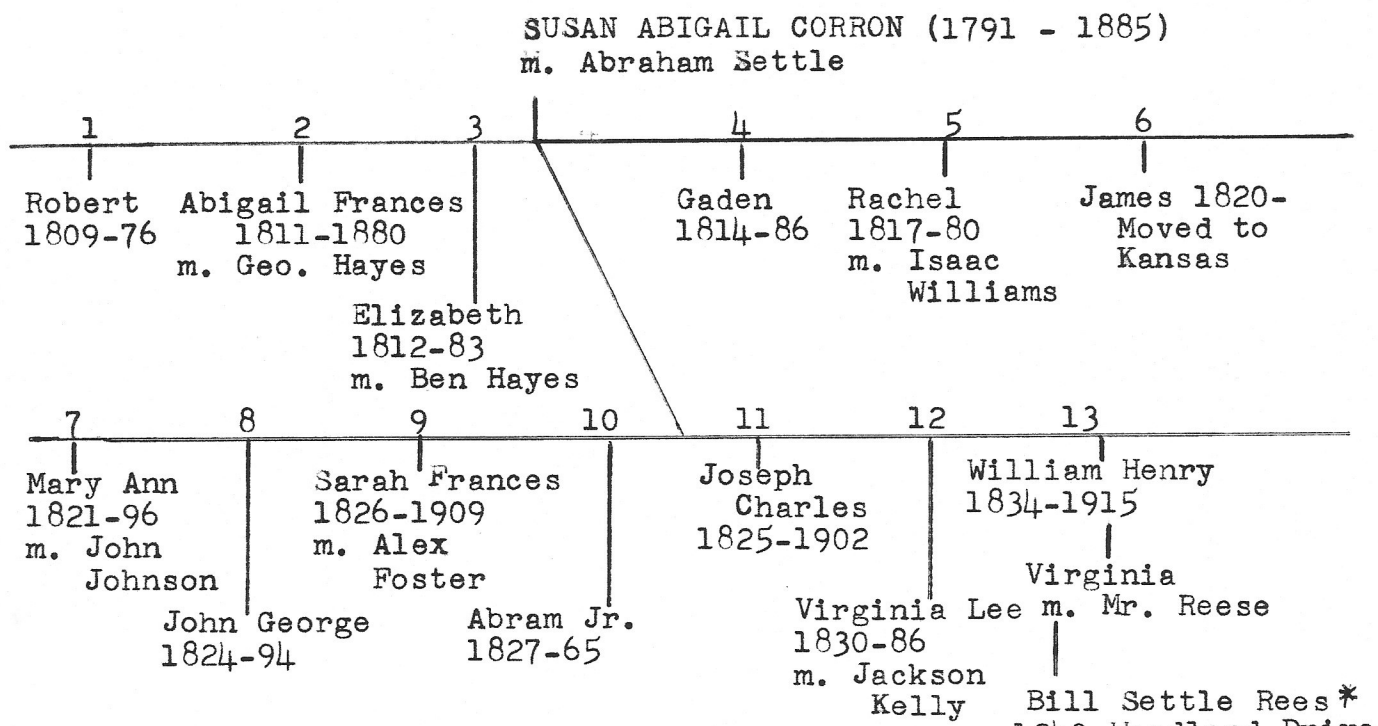 SUSAN ABIGAIL CORRON (1791 - 1885)
m. Abraham Settle
1 2 3 4 5 6
Robert
1809-76
Abigail Frances
1811-1880
m. Geo. Hayes
Elizabeth
1812-83
m. Ben Hayes
Gaden
1814-86
Rachel
1817-80
m. Isaac
Williams
James 1820-
Moved to
Kansas
7 8 9 10 11 12 13
Mary Ann
1821-96
m. John
Johnson
John George
1824-94
Sarah Frances
1826-1909
m. Alex
Foster
Abram Jr.
1827-65
Joseph
Charles
1825-1902
Virginia Lee
1830-86
m. Jackson
Kelly
William Henry
1834-1915
Virginia
m. Mr. Reese
Bill Settle Rees*